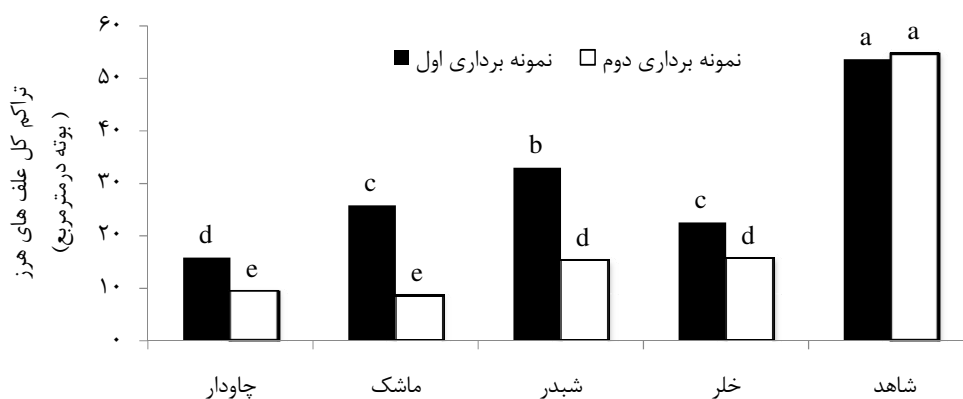 ۶۰
۵۰
۴۰
۳۰
۲۰
۱۰
۰
تراکم کل علف های هرز
( بوته درمترمربع)
نمونه برداری اول
نمونه برداری دوم
d
e
c
e
b
d
c
d
a
a
چاودار
ماشک
شبدر
خلر
شاهد